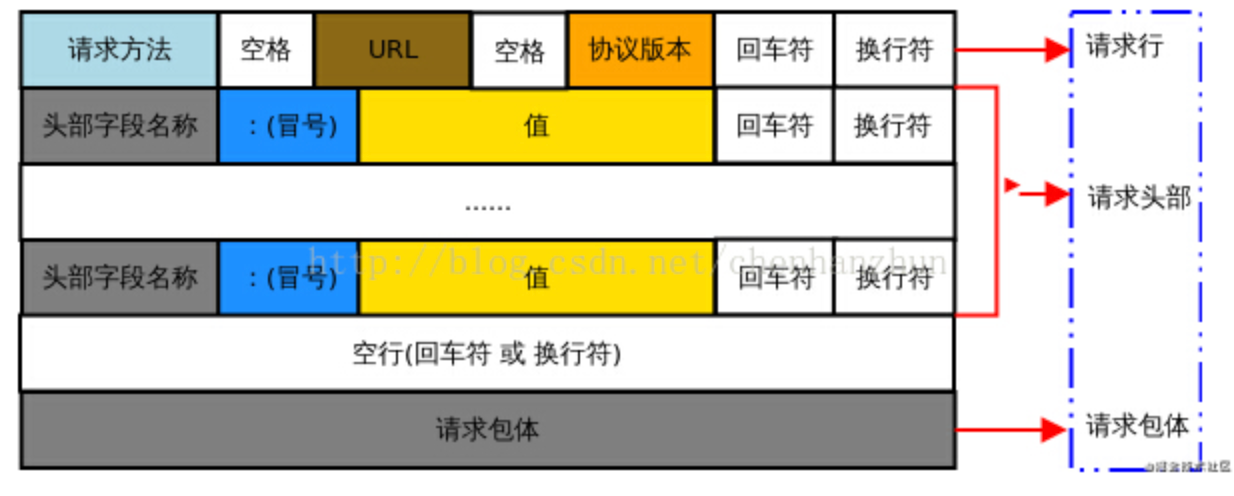 请求方法 空格 URL 空格 协议版本 回车符 换行符 请求行
头部字段名称 : (冒号) 值 回车符 换行符
...... 请求头部
头部字段名称 : (冒号) 值 回车符 换行符
http://blog.csdn.net/chenhanzhun
空行(回车符 或 换行符)
请求包体 请求包体
@掘金技术社区